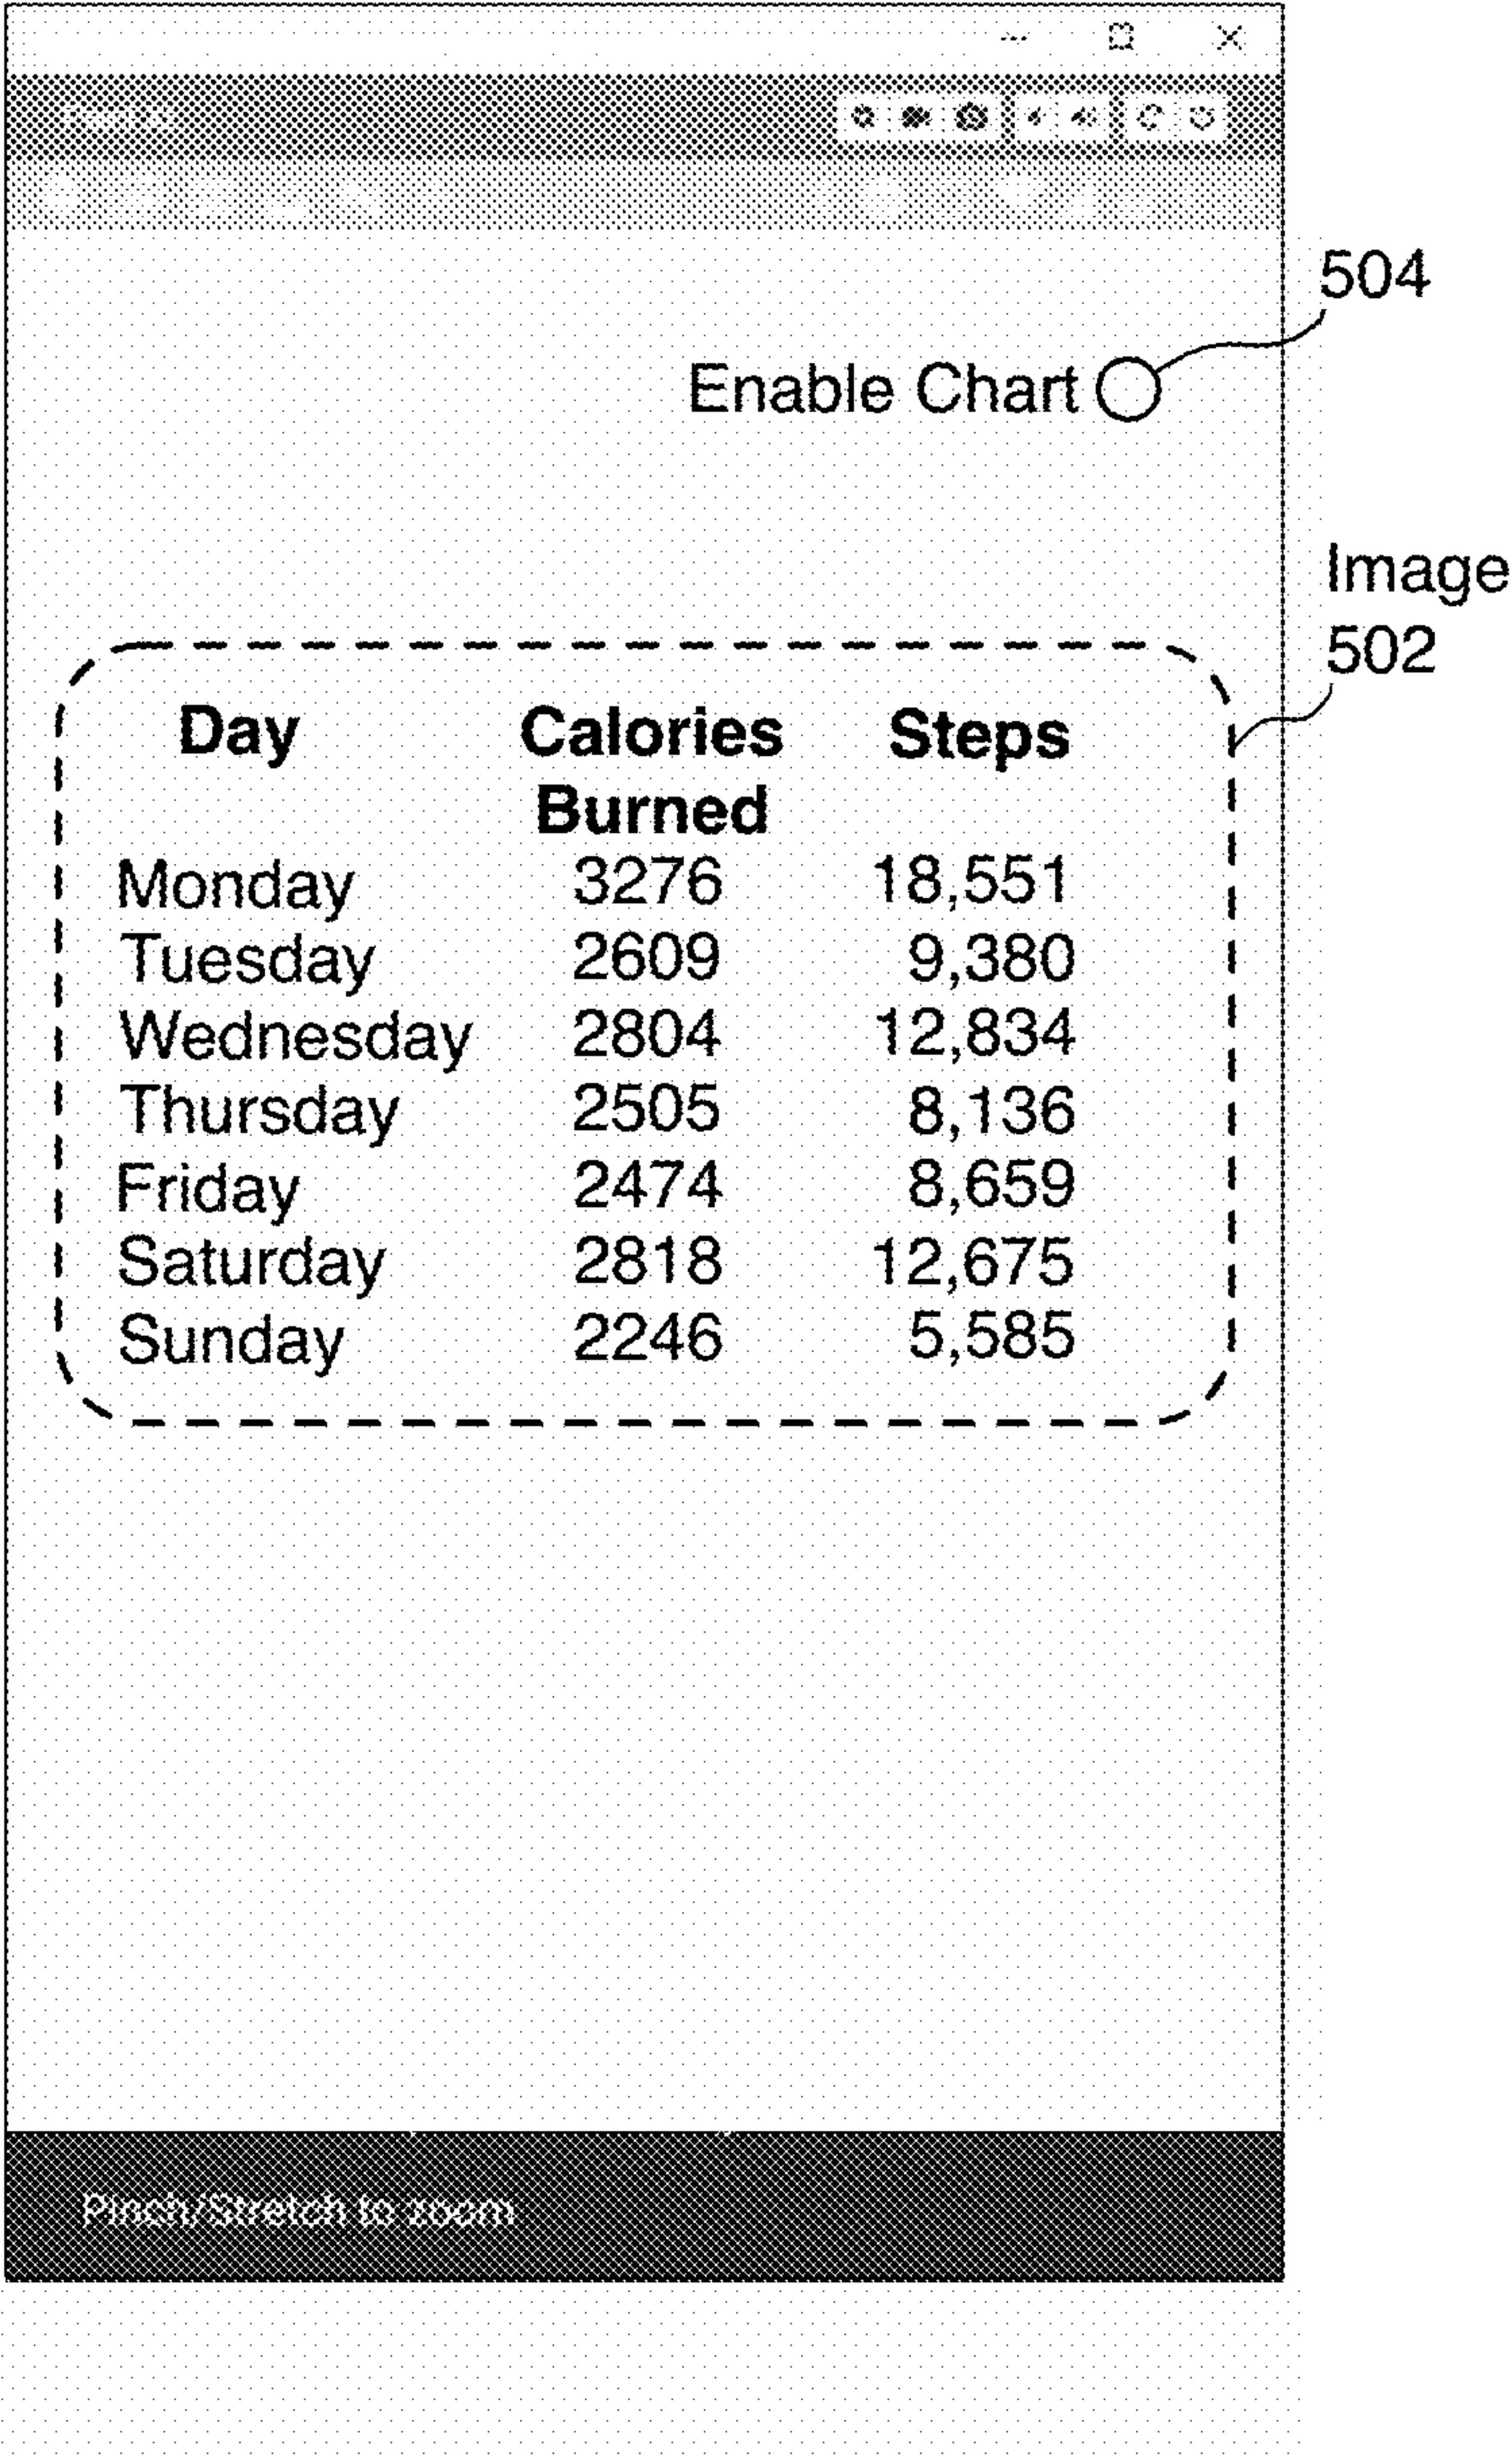 504
Enable Chart
Image
502
Day Calories Steps
Burned
Monday 3276 18,551
Tuesday 2609 9,380
Wednesday 2804 12,834
Thursday 2505 8,136
Friday 2474 8,659
Saturday 2818 12,675
Sunday 2246 5,585
Pinch/Stretch to zoom